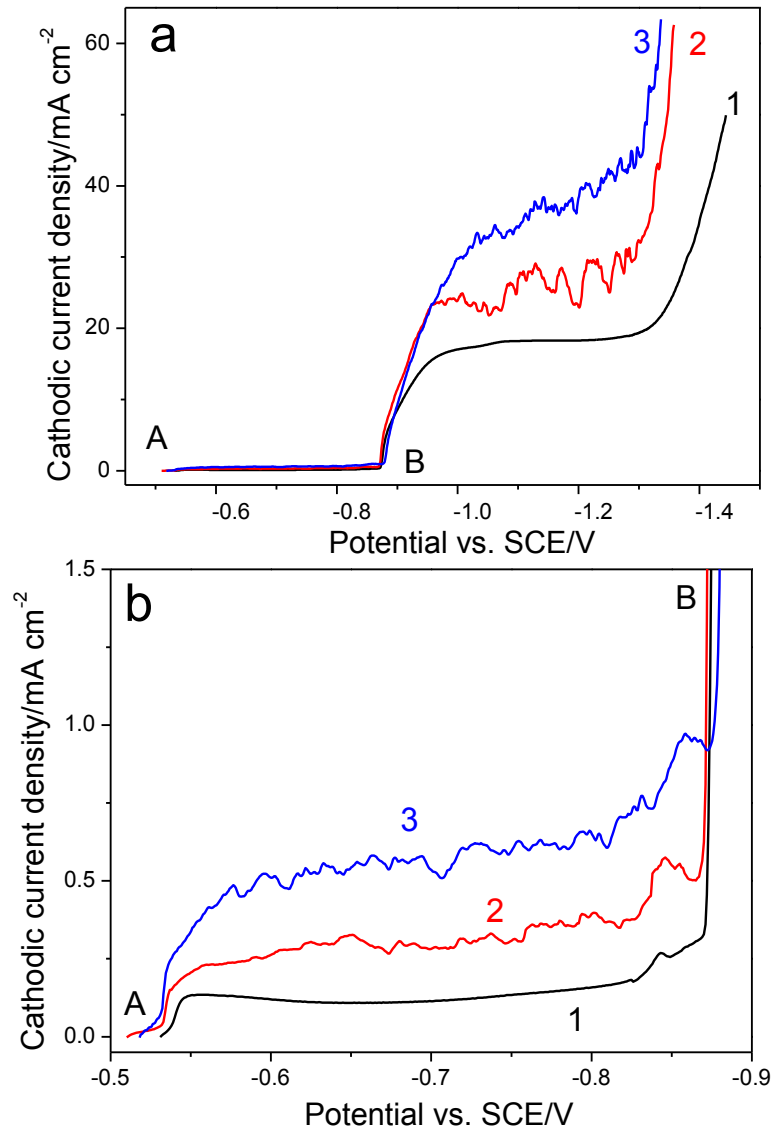 a
Cathodic current density/mA cm⁻²
60
40
20
0
3
2
1
A
B
-0.6 -0.8 -1.0 -1.2 -1.4
Potential vs. SCE/V
b
Cathodic current density/mA cm⁻²
1.5
1.0
0.5
0.0
B
3
2
A
1
-0.5 -0.6 -0.7 -0.8 -0.9
Potential vs. SCE/V